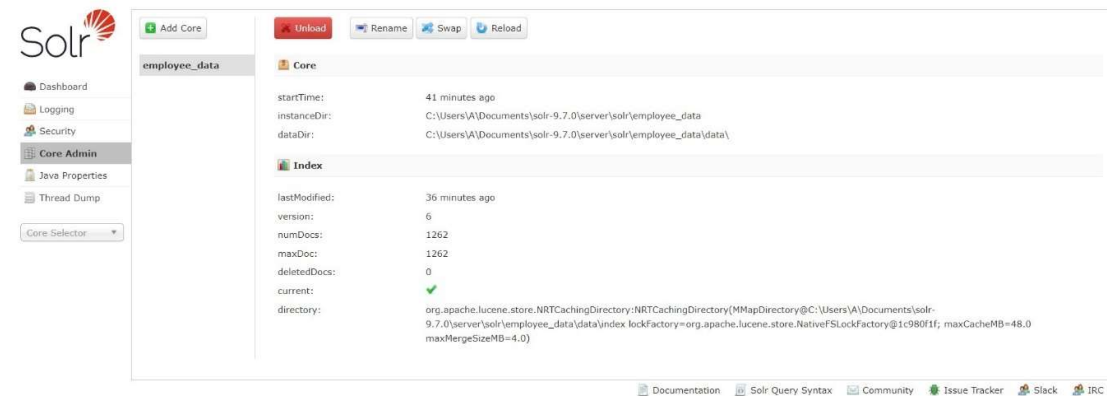 Solr
Dashboard
Logging
Security
Core Admin
Java Properties
Thread Dump
Core Selector
Add Core
employee_data
Unload
Rename
Swap
Reload
Core
startTime: 41 minutes ago
instanceDir: C:\Users\A\Documents\solr-9.7.0\server\solr\employee_data
dataDir: C:\Users\A\Documents\solr-9.7.0\server\solr\employee_data\data\
Index
lastModified: 36 minutes ago
version: 6
numDocs: 1262
maxDoc: 1262
deletedDocs: 0
current:
directory: org.apache.lucene.store.NRTCachingDirectory:NRTCachingDirectory(MMapDirectory@C:\Users\A\Documents\solr-
9.7.0\server\solr\employee_data\data\index lockFactory=org.apache.lucene.store.NativeFSLockFactory@1c980f1f; maxCacheMB=48.0
maxMergeSizeMB=4.0)
Documentation Solr Query Syntax Community Issue Tracker Slack IRC